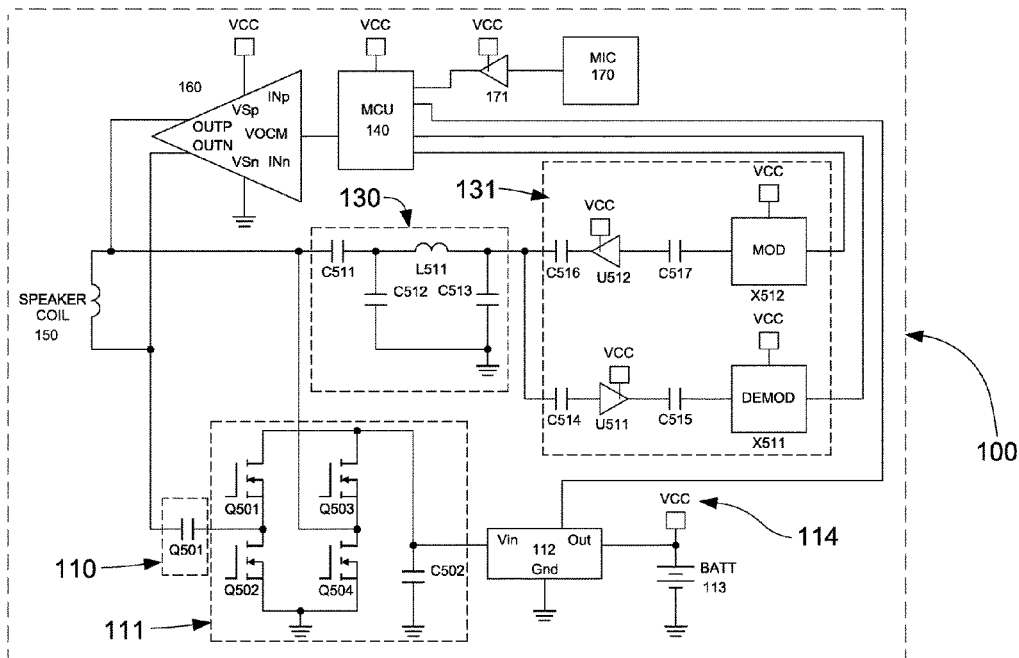 VCC
VCC
VCC
MIC
170
160
INp
VSp
OUTP
VOCM
OUTN
VSn
INn
MCU
140
171
131
VCC
VCC
130
MOD
C511
L511
C516
U512
C517
X512
C512
C513
SPEAKER
COIL
150
VCC
VCC
DEMOD
C514
U511
C515
X511
100
Q501
Q503
VCC
114
Vin
112
Out
Gnd
Q501
110
Q502
Q504
C502
BATT
113
111